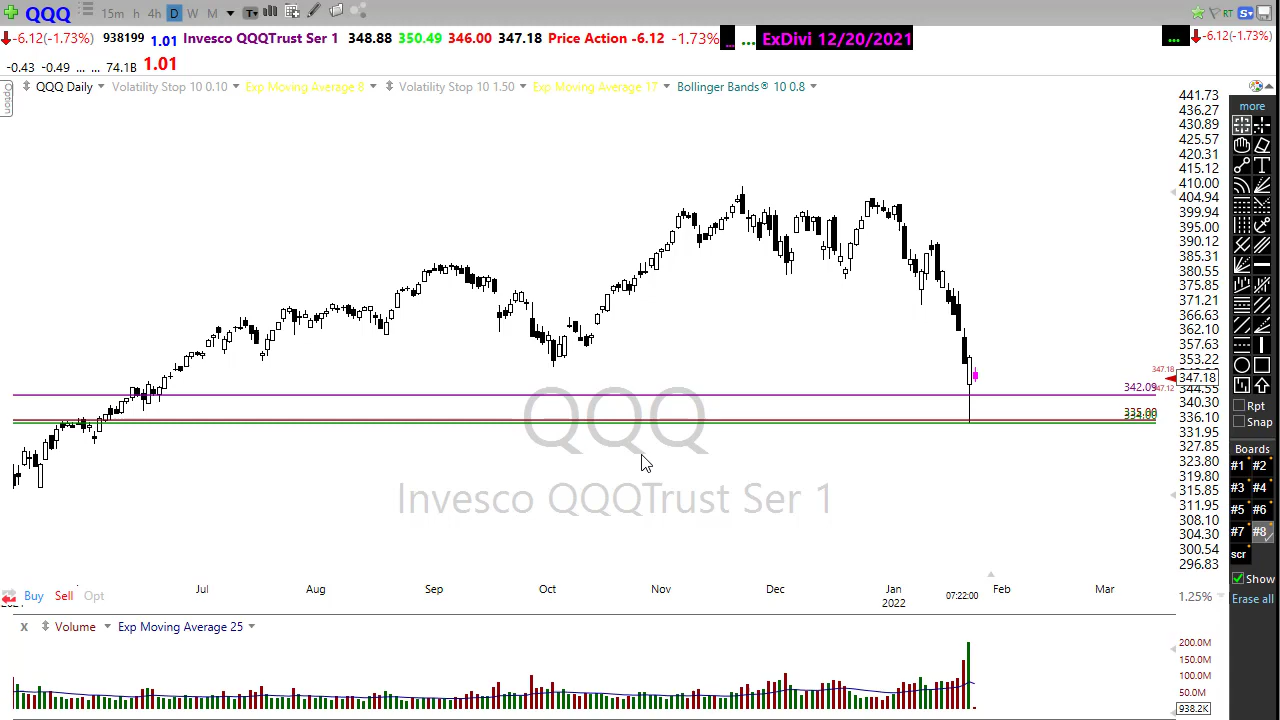 QQQ 15m h 4h D W M T RT S
-6.12(-1.73%) 938199 1.01 Invesco QQQTrust Ser 1 348.88 350.49 346.00 347.18 Price Action -6.12 -1.73% ... ... ExDivi 12/20/2021 ... -6.12(-1.73%)
-0.43 -0.49 ... ... 74.1B 1.01
Option
QQQ Daily Volatility Stop 10 0.10 Exp Moving Average 8 Volatility Stop 10 1.50 Exp Moving Average 17 Bollinger Bands® 10 0.8
441.73
436.27
430.89
425.57
420.31
415.12
410.00
404.94
399.94
395.00
390.12
385.31
380.55
375.85
371.21
366.63
362.10
357.63
353.22
347.18
347.18
347.12
344.55
342.09
340.30
335.00
336.10
331.95
327.85
323.80
319.80
315.85
311.95
308.10
304.30
300.54
296.83
QQQ
Invesco QQQTrust Ser 1
more
Rpt
Snap
Boards
#1 #2
#3 #4
#5 #6
#7 #8
scr
Show
Erase all
Jul Aug Sep Oct Nov Dec Jan Feb Mar
2022 07:22:00
Buy Sell Opt 1.25%
X Volume Exp Moving Average 25
200.0M
150.0M
100.0M
50.0M
938.2K